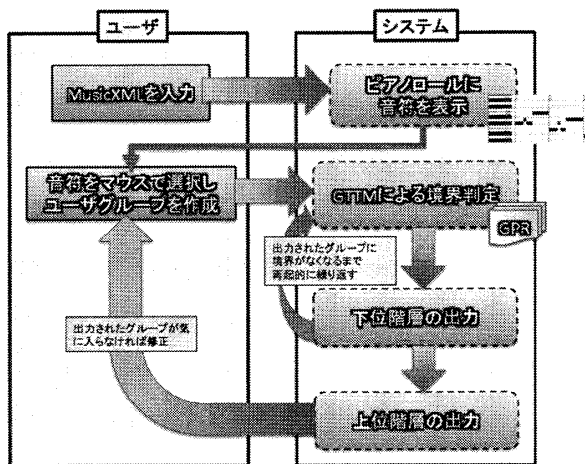 ユーザ
システム
MusicXMLを入力
ピアノロールに
音符を表示
音符をマウスで選択し
ユーザグループを作成
GTTMによる境界判定
GPR
出力されたグループに
境界がなくなるまで
再起的に繰り返す
下位階層の出力
出力されたグループが気
に入らなければ修正
上位階層の出力